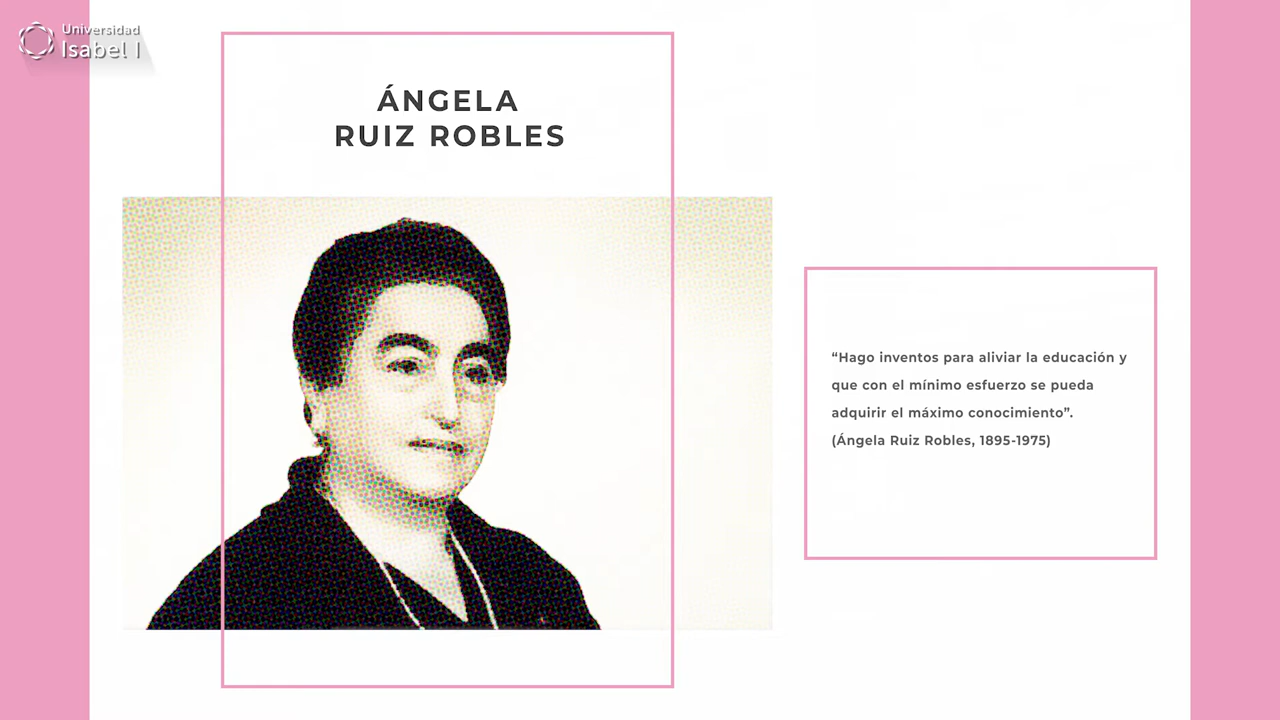 Universidad
Isabel I
ÁNGELA
RUIZ ROBLES
“Hago inventos para aliviar la educación y
que con el mínimo esfuerzo se pueda
adquirir el máximo conocimiento”.
(Ángela Ruiz Robles, 1895-1975)